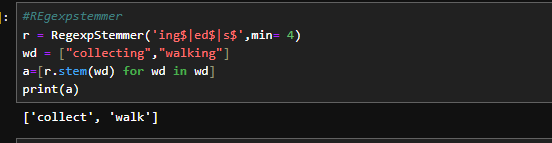 ]:
#REgexpstemmer
r = RegexpStemmer('ing$|ed$|s$',min= 4)
wd = ["collecting","walking"]
a=[r.stem(wd) for wd in wd]
print(a)
['collect', 'walk']